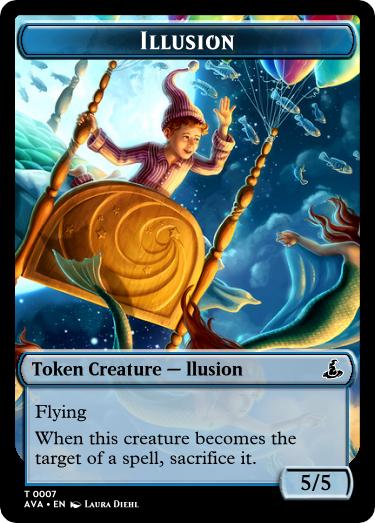 Illusion
Token Creature — llusion
Flying
When this creature becomes the
target of a spell, sacrifice it.
5/5
T 0007
AVA • EN Laura Diehl